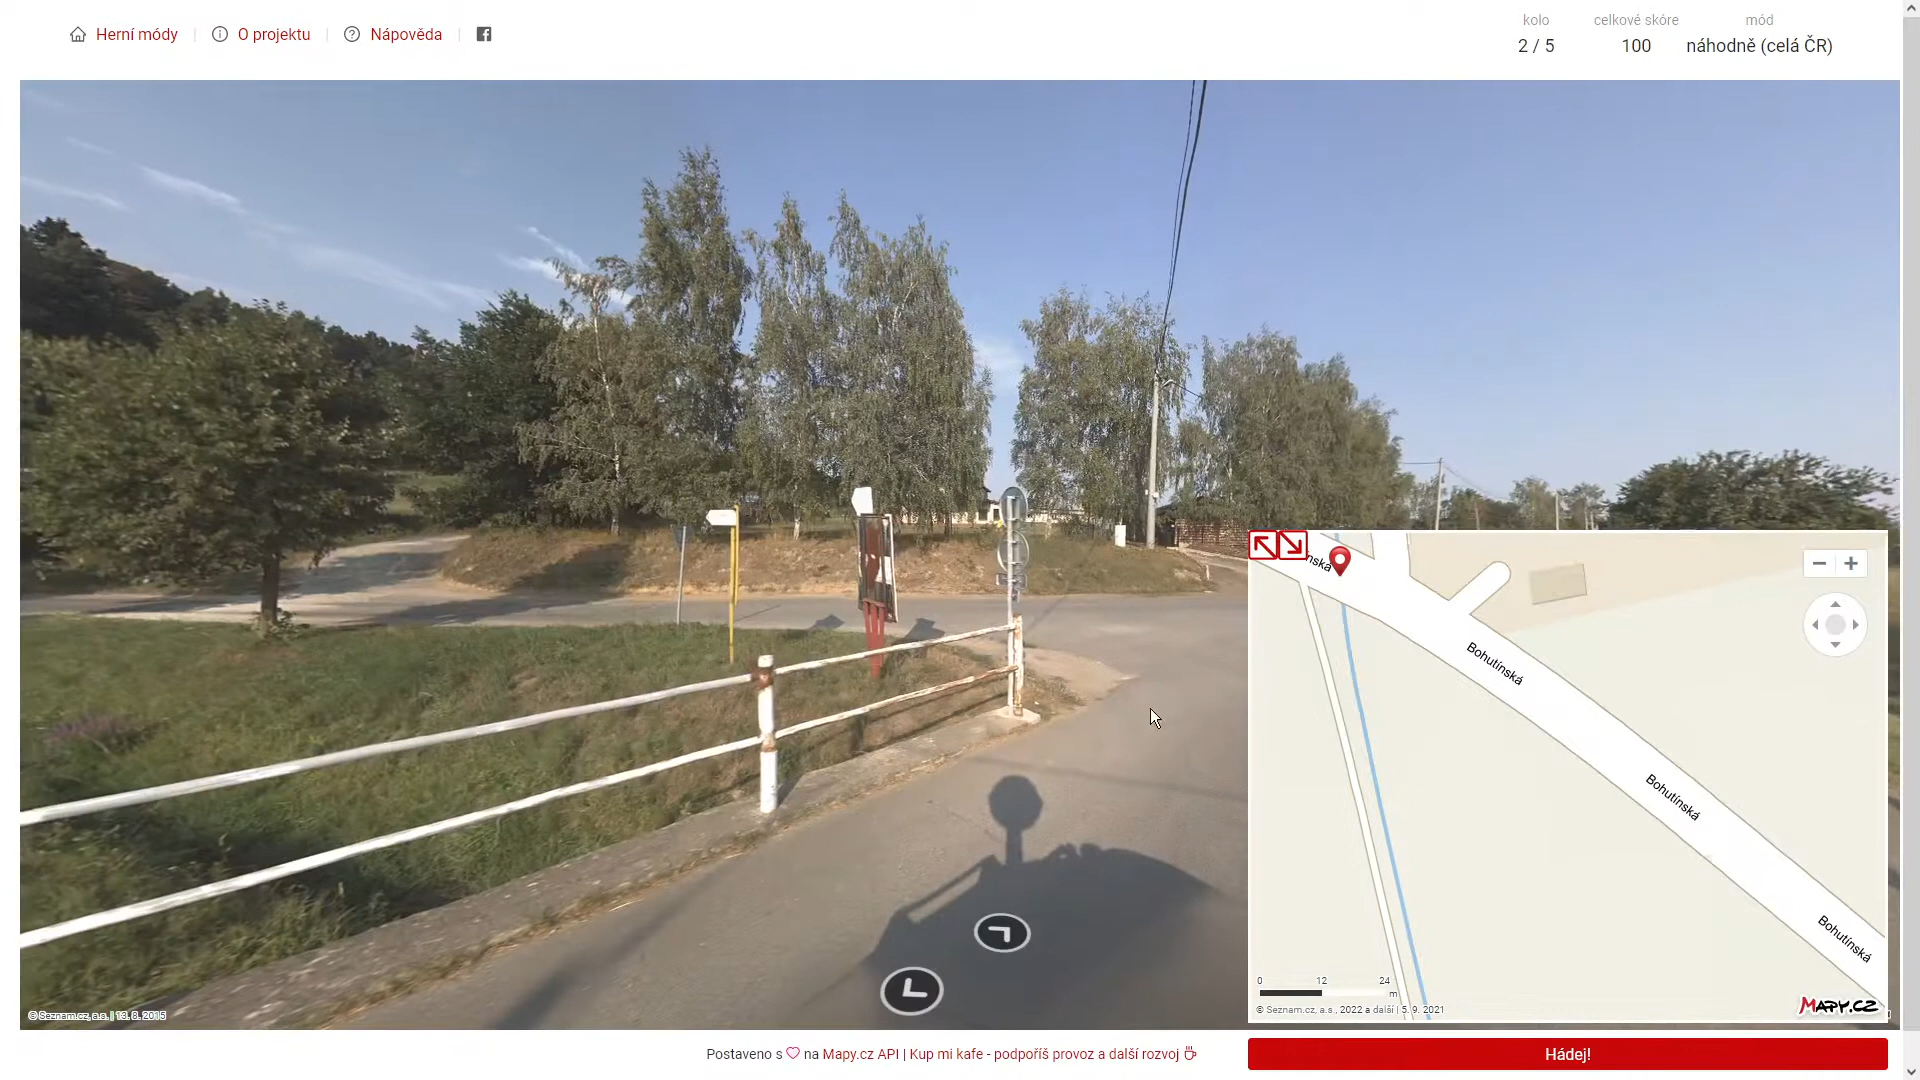 Herní módy
O projektu
Nápověda
kolo
celkové skóre
mód
2 / 5
100
náhodně (celá ČR)
Bohutínská
Bohutínská
Bohutínská
0
12
24
m
© Seznam.cz, a.s., 2022 a další | 5. 9. 2021
Mapy.cz
© Seznam.cz, a.s. | 13. 8. 2015
Postaveno s na Mapy.cz API | Kup mi kafe - podpoříš provoz a další rozvoj
Hádej!